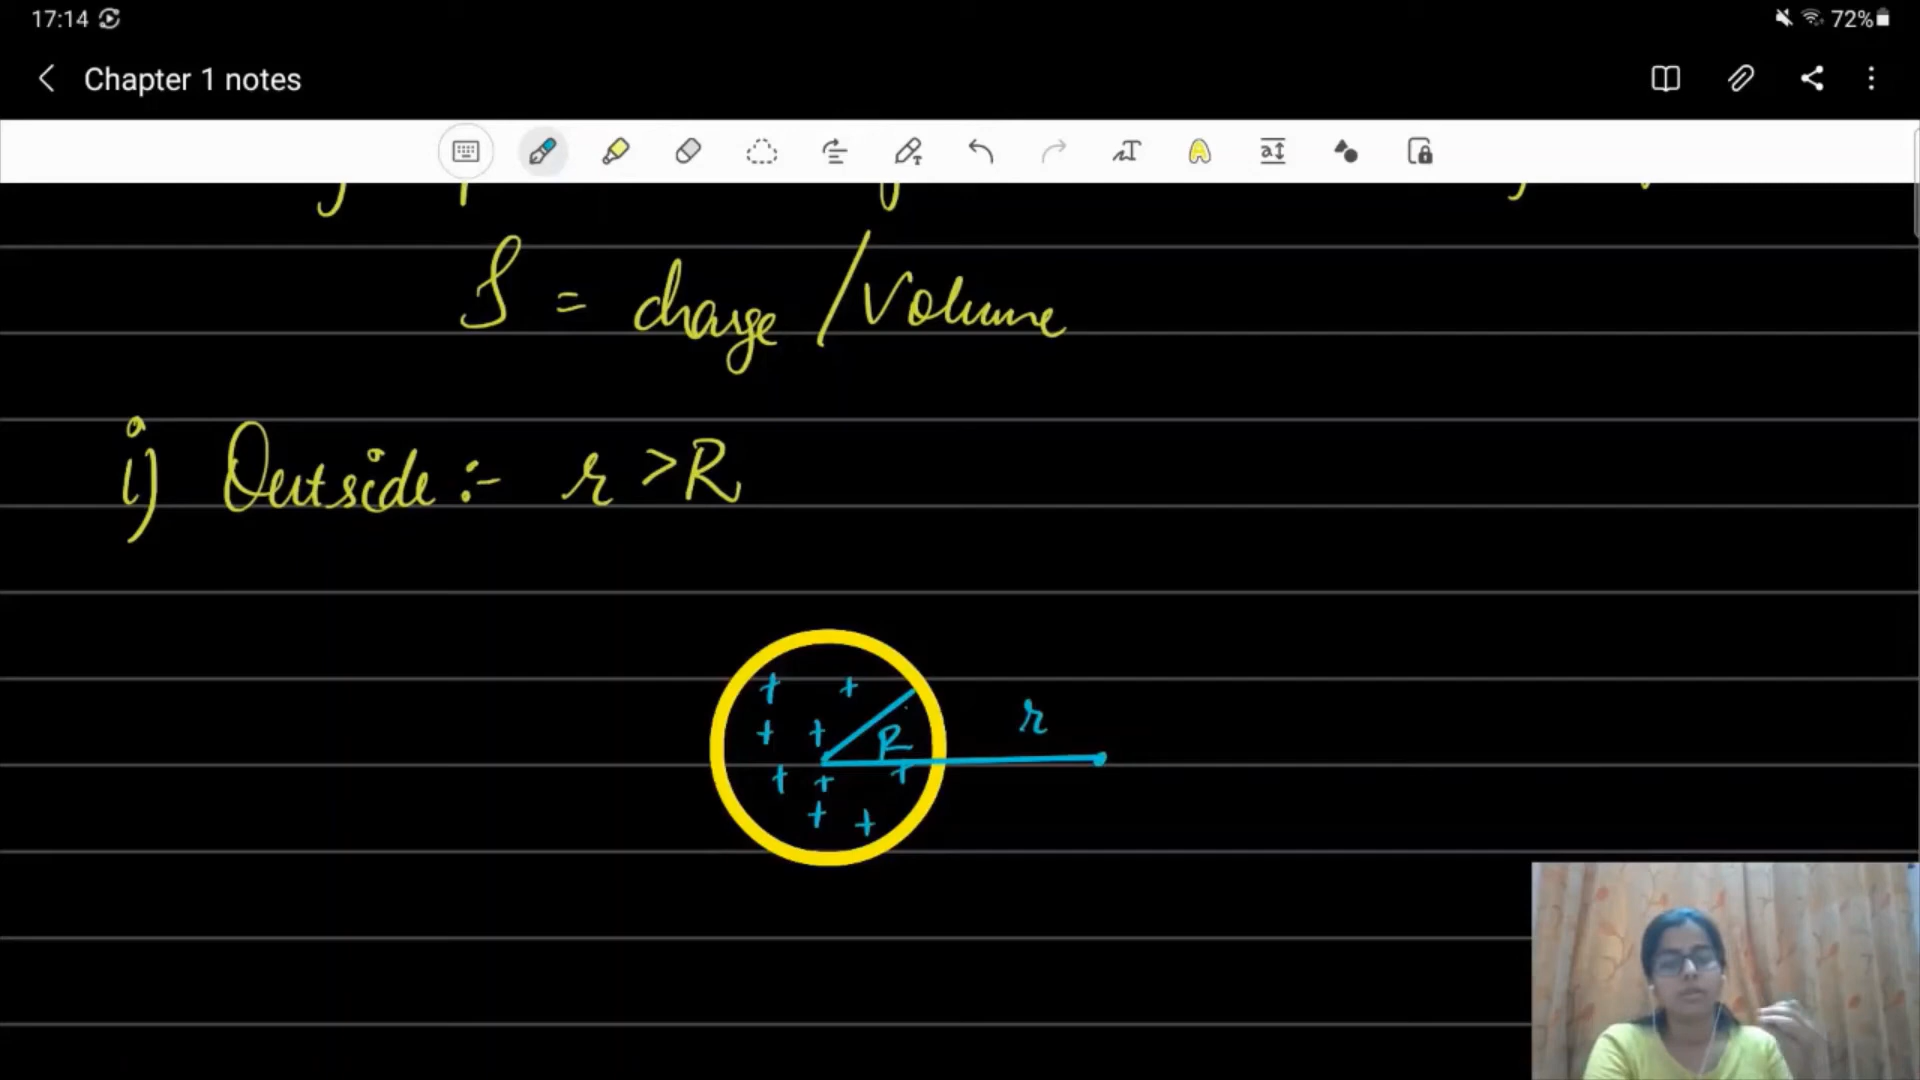 17:14
72%
Chapter 1 notes
ρ = charge / Volume
i) Outside :- r > R
+ +
+ + R r
+ + +
+ +